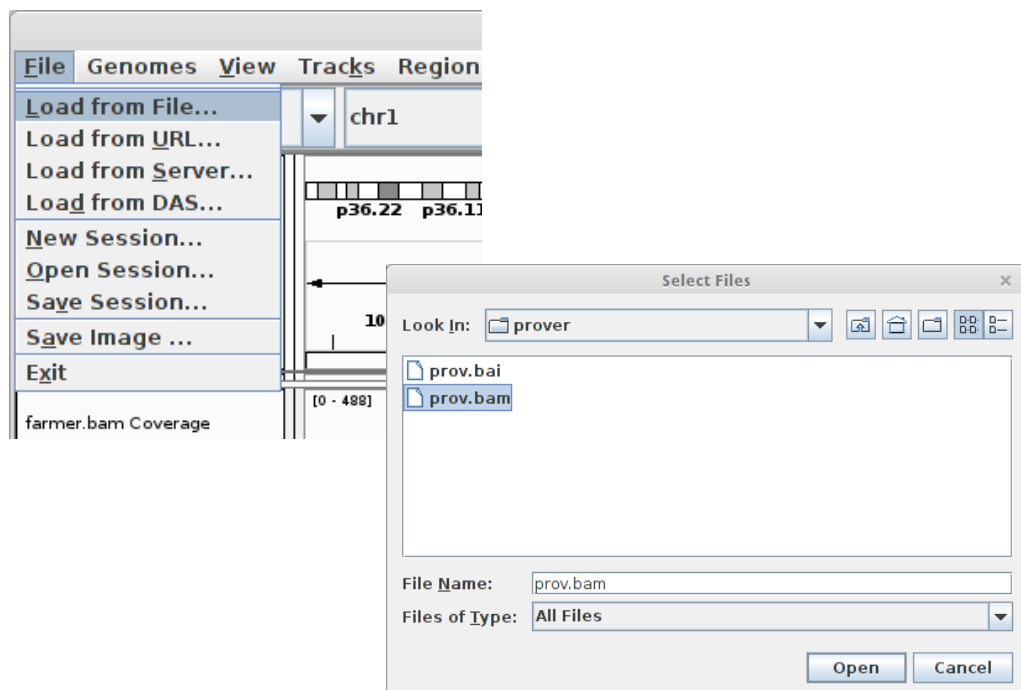 File Genomes View Tracks Region
Load from File...
chr1
Load from URL...
Load from Server...
Load from DAS...
p36.22 p36.11
New Session...
Open Session...
Save Session...
10
Save Image ...
Exit
[0 - 488]
farmer.bam Coverage
Select Files
Look In: prover
prov.bai
prov.bam
File Name: prov.bam
Files of Type: All Files
Open Cancel